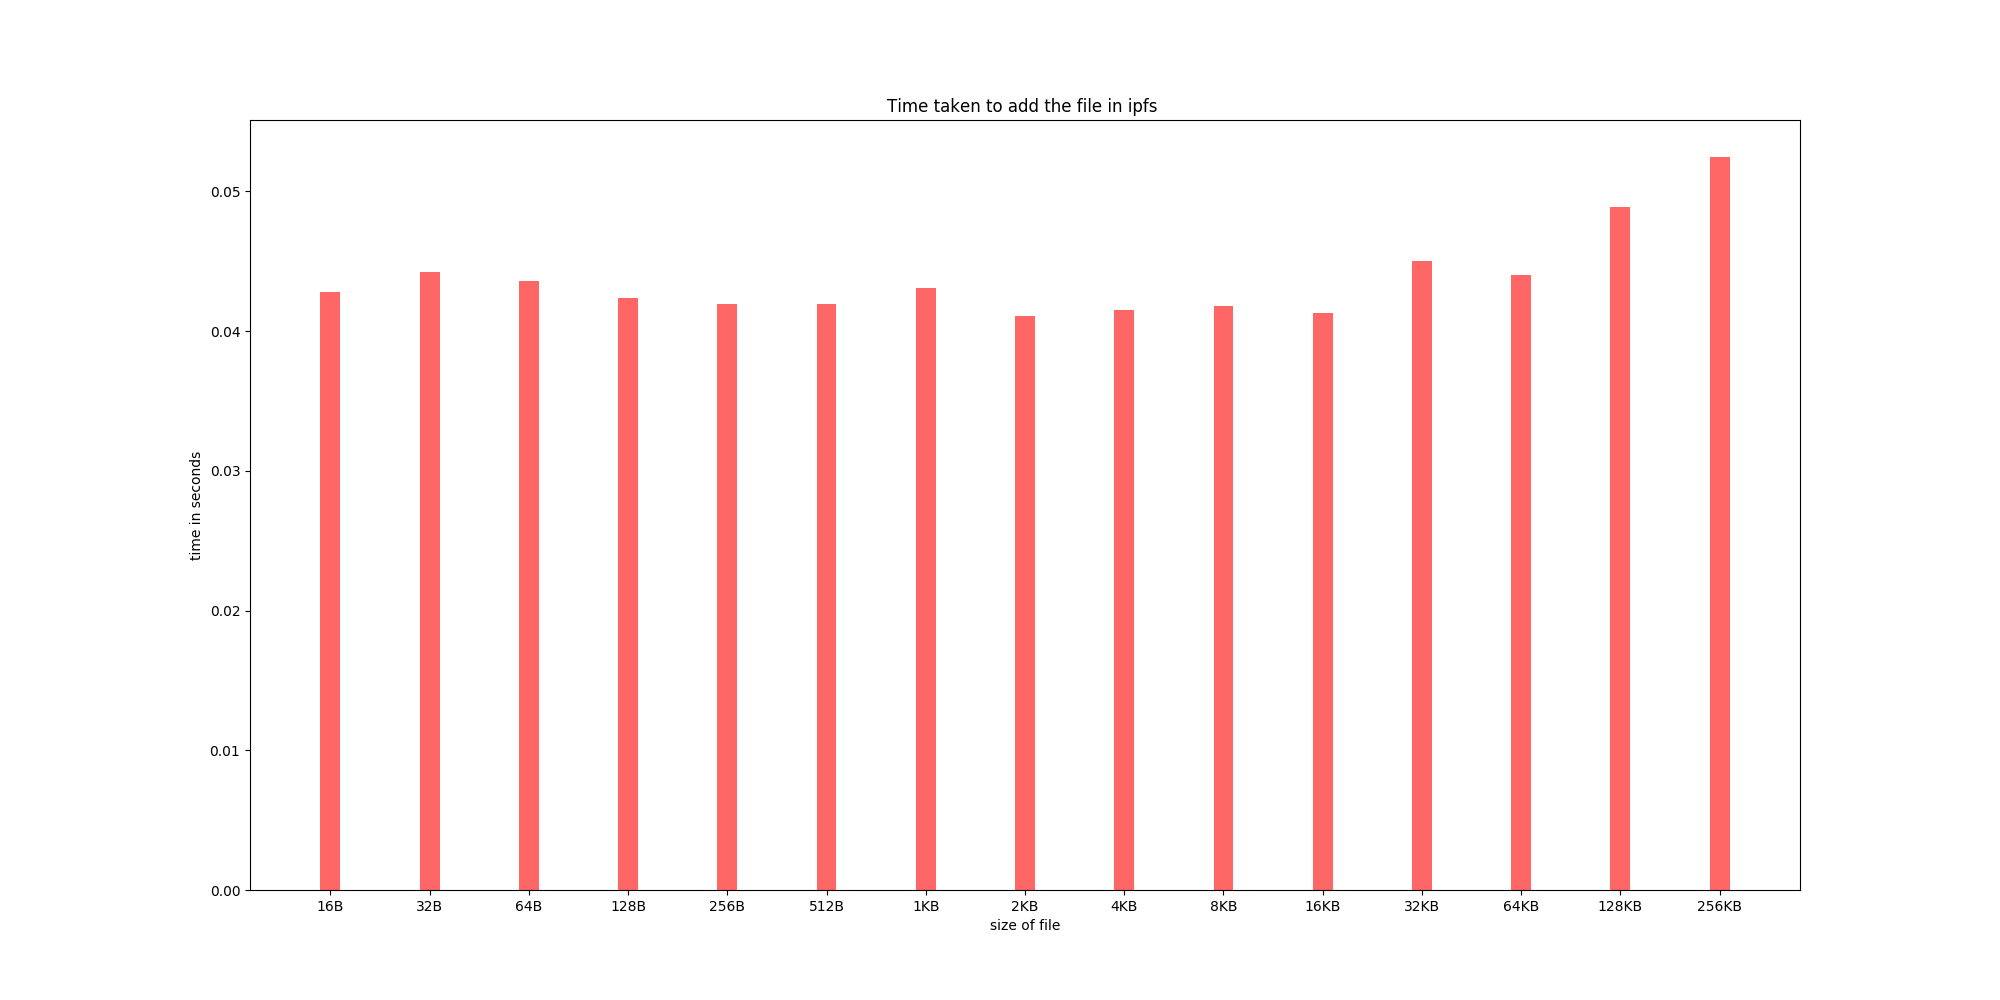 Time taken to add the file in ipfs
time in seconds
0.05
0.04
0.03
0.02
0.01
0.00
16B 32B 64B 128B 256B 512B 1KB 2KB 4KB 8KB 16KB 32KB 64KB 128KB 256KB
size of file